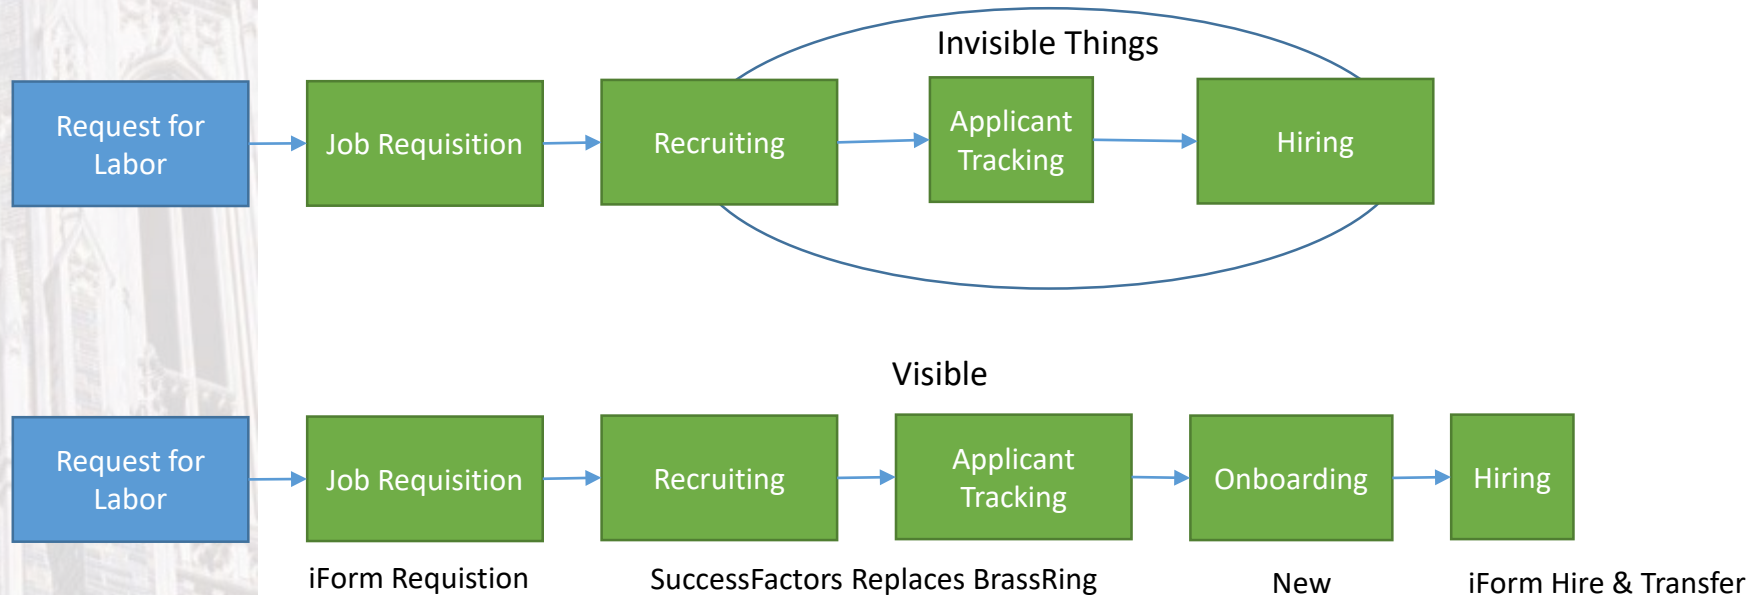 Invisible Things
Request for
Labor
Job Requisition
Recruiting
Applicant
Tracking
Hiring
Visible
Request for
Labor
Job Requisition
Recruiting
Applicant
Tracking
Onboarding
Hiring
iForm Requistion
SuccessFactors Replaces BrassRing
New
iForm Hire & Transfer